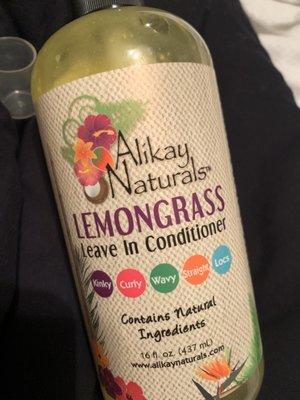 Alikay
Naturals™
LEMONGRASS
Leave In Conditioner
Kinky Curly Wavy Straight Locs
Contains Natural
Ingredients
16 fl. oz. (437 mL)
www.alikaynaturals.com